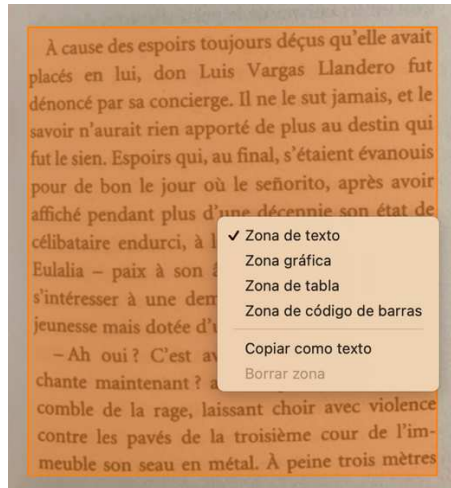 À cause des espoirs toujours déçus qu'elle avait
placés en lui, don Luis Vargas Llandero fut
dénoncé par sa concierge. Il ne le sut jamais, et le
savoir n'aurait rien apporté de plus au destin qui
fut le sien. Espoirs qui, au final, s'étaient évanouis
pour de bon le jour où le señorito, après avoir
affiché pendant plus d'une décennie son état de
célibataire endurci, à
Eulalia – paix à son
s'intéresser à une
jeunesse mais dotée
– Ah oui ? C'est
chante maintenant ?
comble de la rage, laissant choir avec violence
contre les pavés de la troisième cour de l'im-
meuble son seau en métal. À peine trois mètres
✓ Zona de texto
Zona gráfica
Zona de tabla
Zona de código de barras
Copiar como texto
Borrar zona